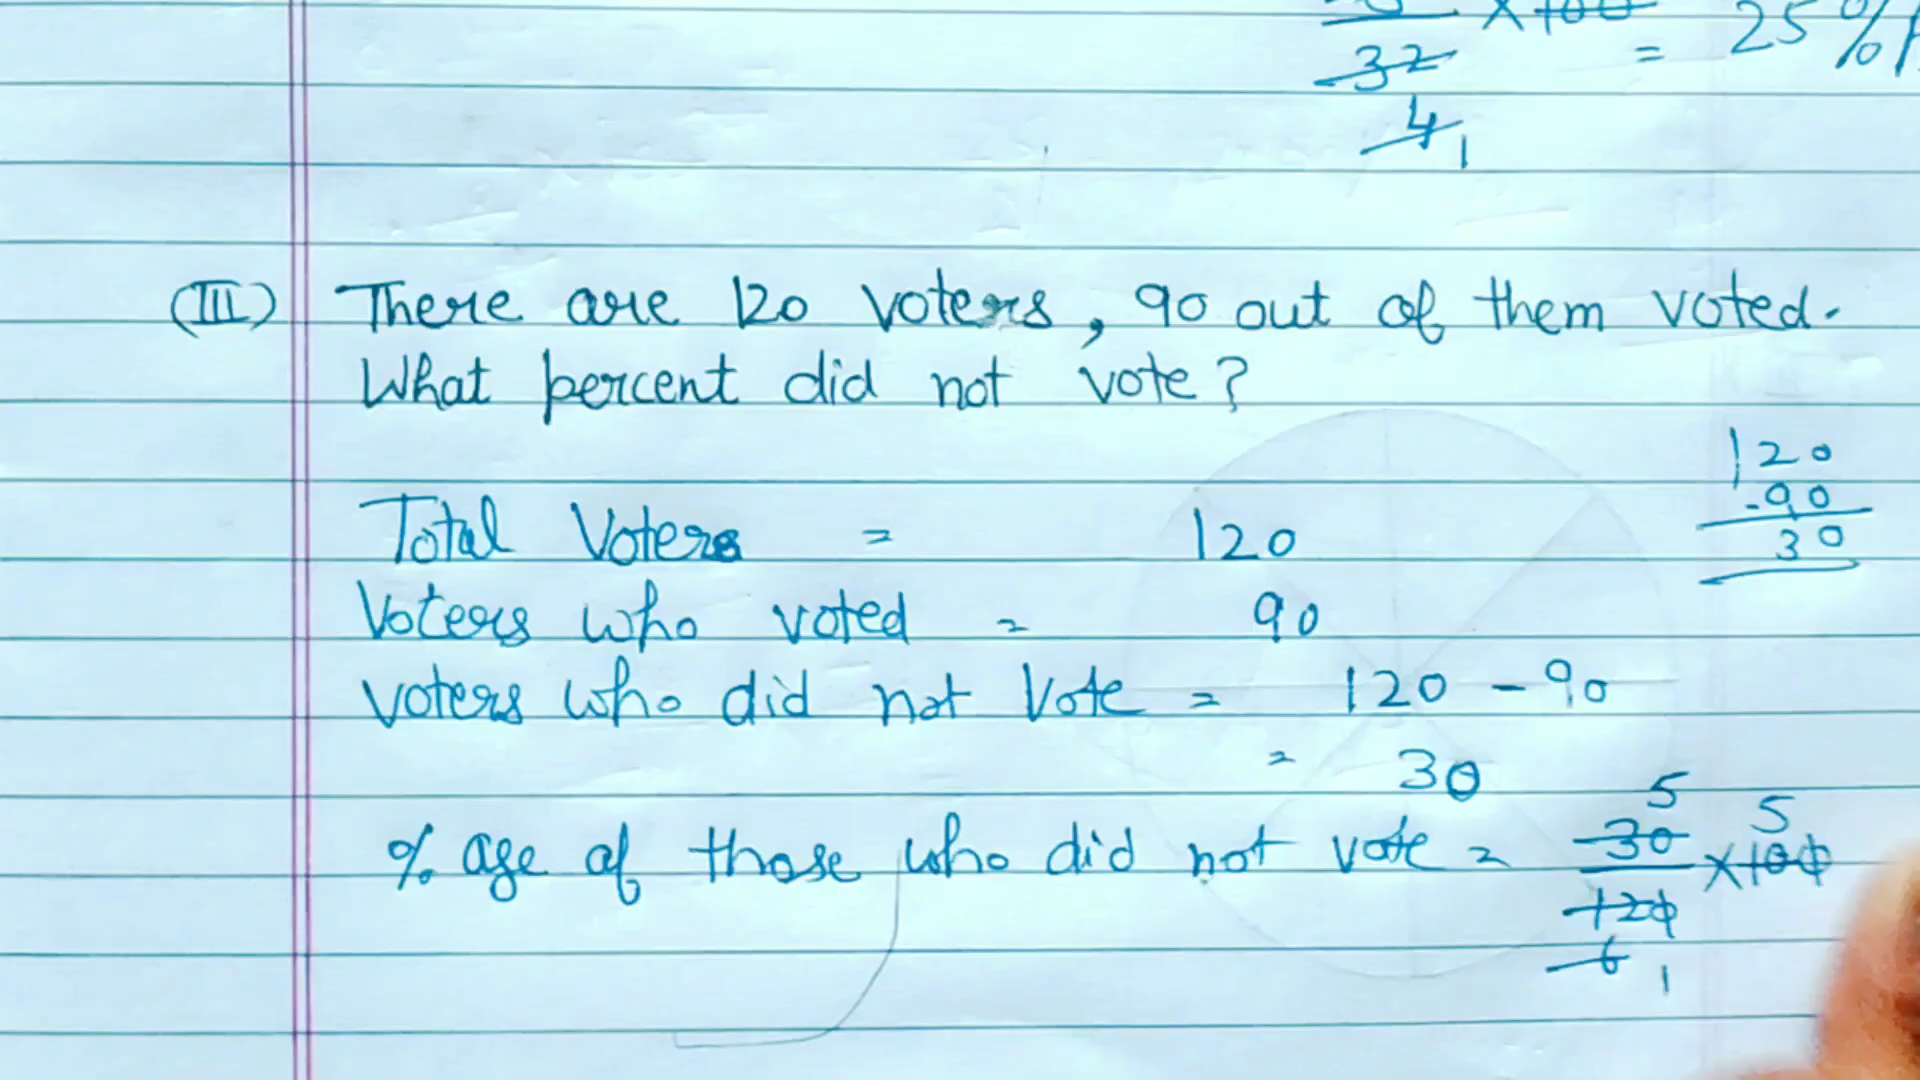 × 100
32 = 25%
4 1
(III) There are 120 voters, 90 out of them voted.
What percent did not vote?
120
-90
30
Total Voters = 120
Voters who voted = 90
Voters who did not Vote = 120 - 90
= 30
5 5
% age of those who did not vote = 30 × 100
120
6 1